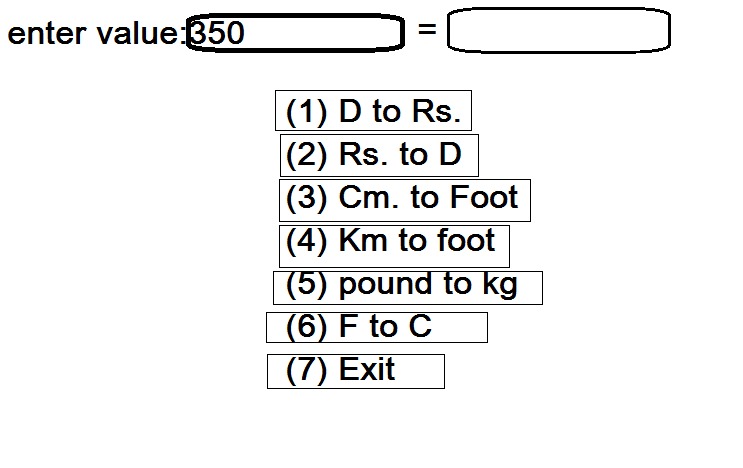 enter value:350 =
(1) D to Rs.
(2) Rs. to D
(3) Cm. to Foot
(4) Km to foot
(5) pound to kg
(6) F to C
(7) Exit